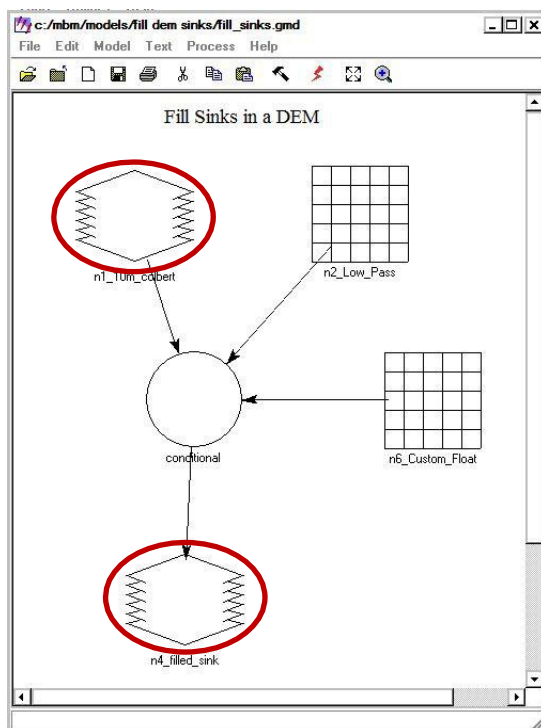 c:/mbm/models/fill dem sinks/fill_sinks.gmd
File Edit Model Text Process Help
Fill Sinks in a DEM
n1_10m_colbert
n2_Low_Pass
conditional
n6_Custom_Float
n4_filled_sink